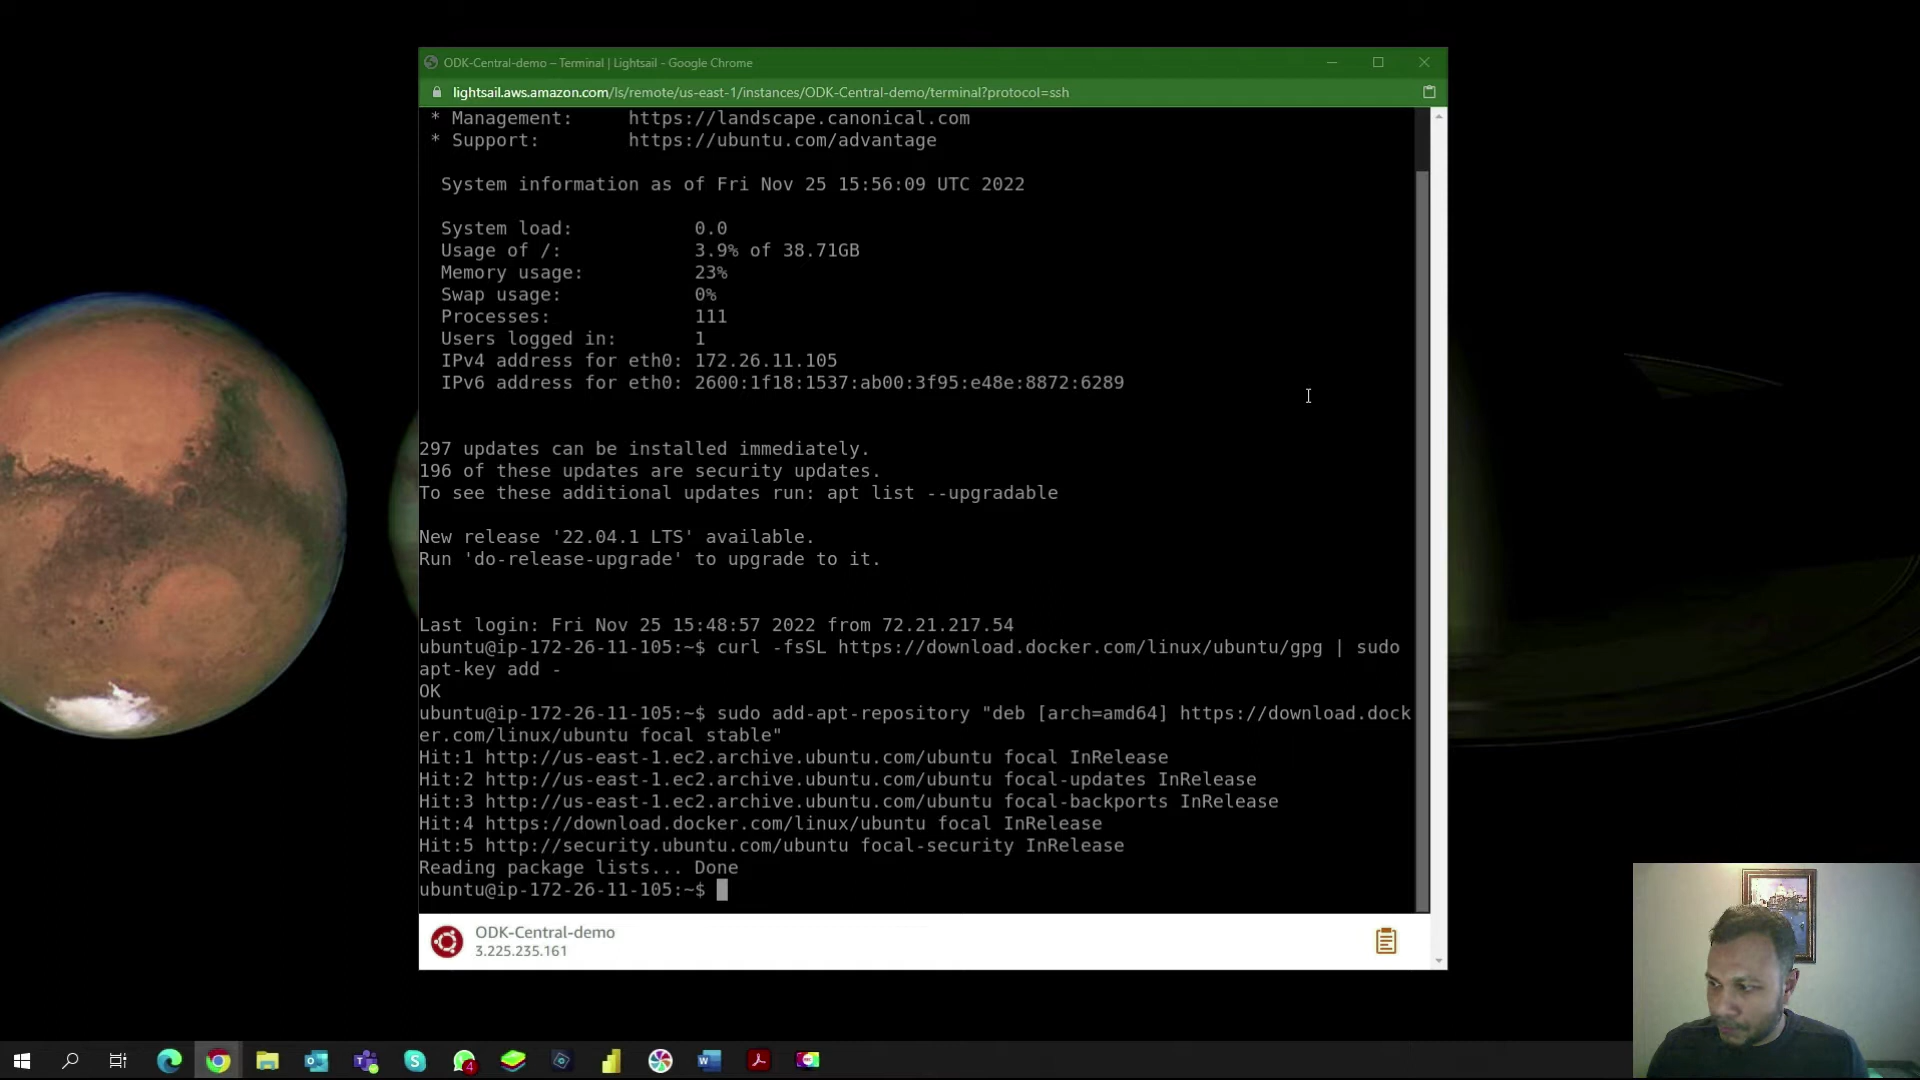 ODK-Central-demo – Terminal | Lightsail - Google Chrome
lightsail.aws.amazon.com/ls/remote/us-east-1/instances/ODK-Central-demo/terminal?protocol=ssh
* Management:     https://landscape.canonical.com
* Support:        https://ubuntu.com/advantage
System information as of Fri Nov 25 15:56:09 UTC 2022
System load:           0.0
Usage of /:            3.9% of 38.71GB
Memory usage:          23%
Swap usage:            0%
Processes:             111
Users logged in:       1
IPv4 address for eth0: 172.26.11.105
IPv6 address for eth0: 2600:1f18:1537:ab00:3f95:e48e:8872:6289
297 updates can be installed immediately.
196 of these updates are security updates.
To see these additional updates run: apt list --upgradable
New release '22.04.1 LTS' available.
Run 'do-release-upgrade' to upgrade to it.
Last login: Fri Nov 25 15:48:57 2022 from 72.21.217.54
ubuntu@ip-172-26-11-105:~$ curl -fsSL https://download.docker.com/linux/ubuntu/gpg | sudo
apt-key add -
OK
ubuntu@ip-172-26-11-105:~$ sudo add-apt-repository "deb [arch=amd64] https://download.dock
er.com/linux/ubuntu focal stable"
Hit:1 http://us-east-1.ec2.archive.ubuntu.com/ubuntu focal InRelease
Hit:2 http://us-east-1.ec2.archive.ubuntu.com/ubuntu focal-updates InRelease
Hit:3 http://us-east-1.ec2.archive.ubuntu.com/ubuntu focal-backports InRelease
Hit:4 https://download.docker.com/linux/ubuntu focal InRelease
Hit:5 http://security.ubuntu.com/ubuntu focal-security InRelease
Reading package lists... Done
ubuntu@ip-172-26-11-105:~$
ODK-Central-demo
3.225.235.161
4